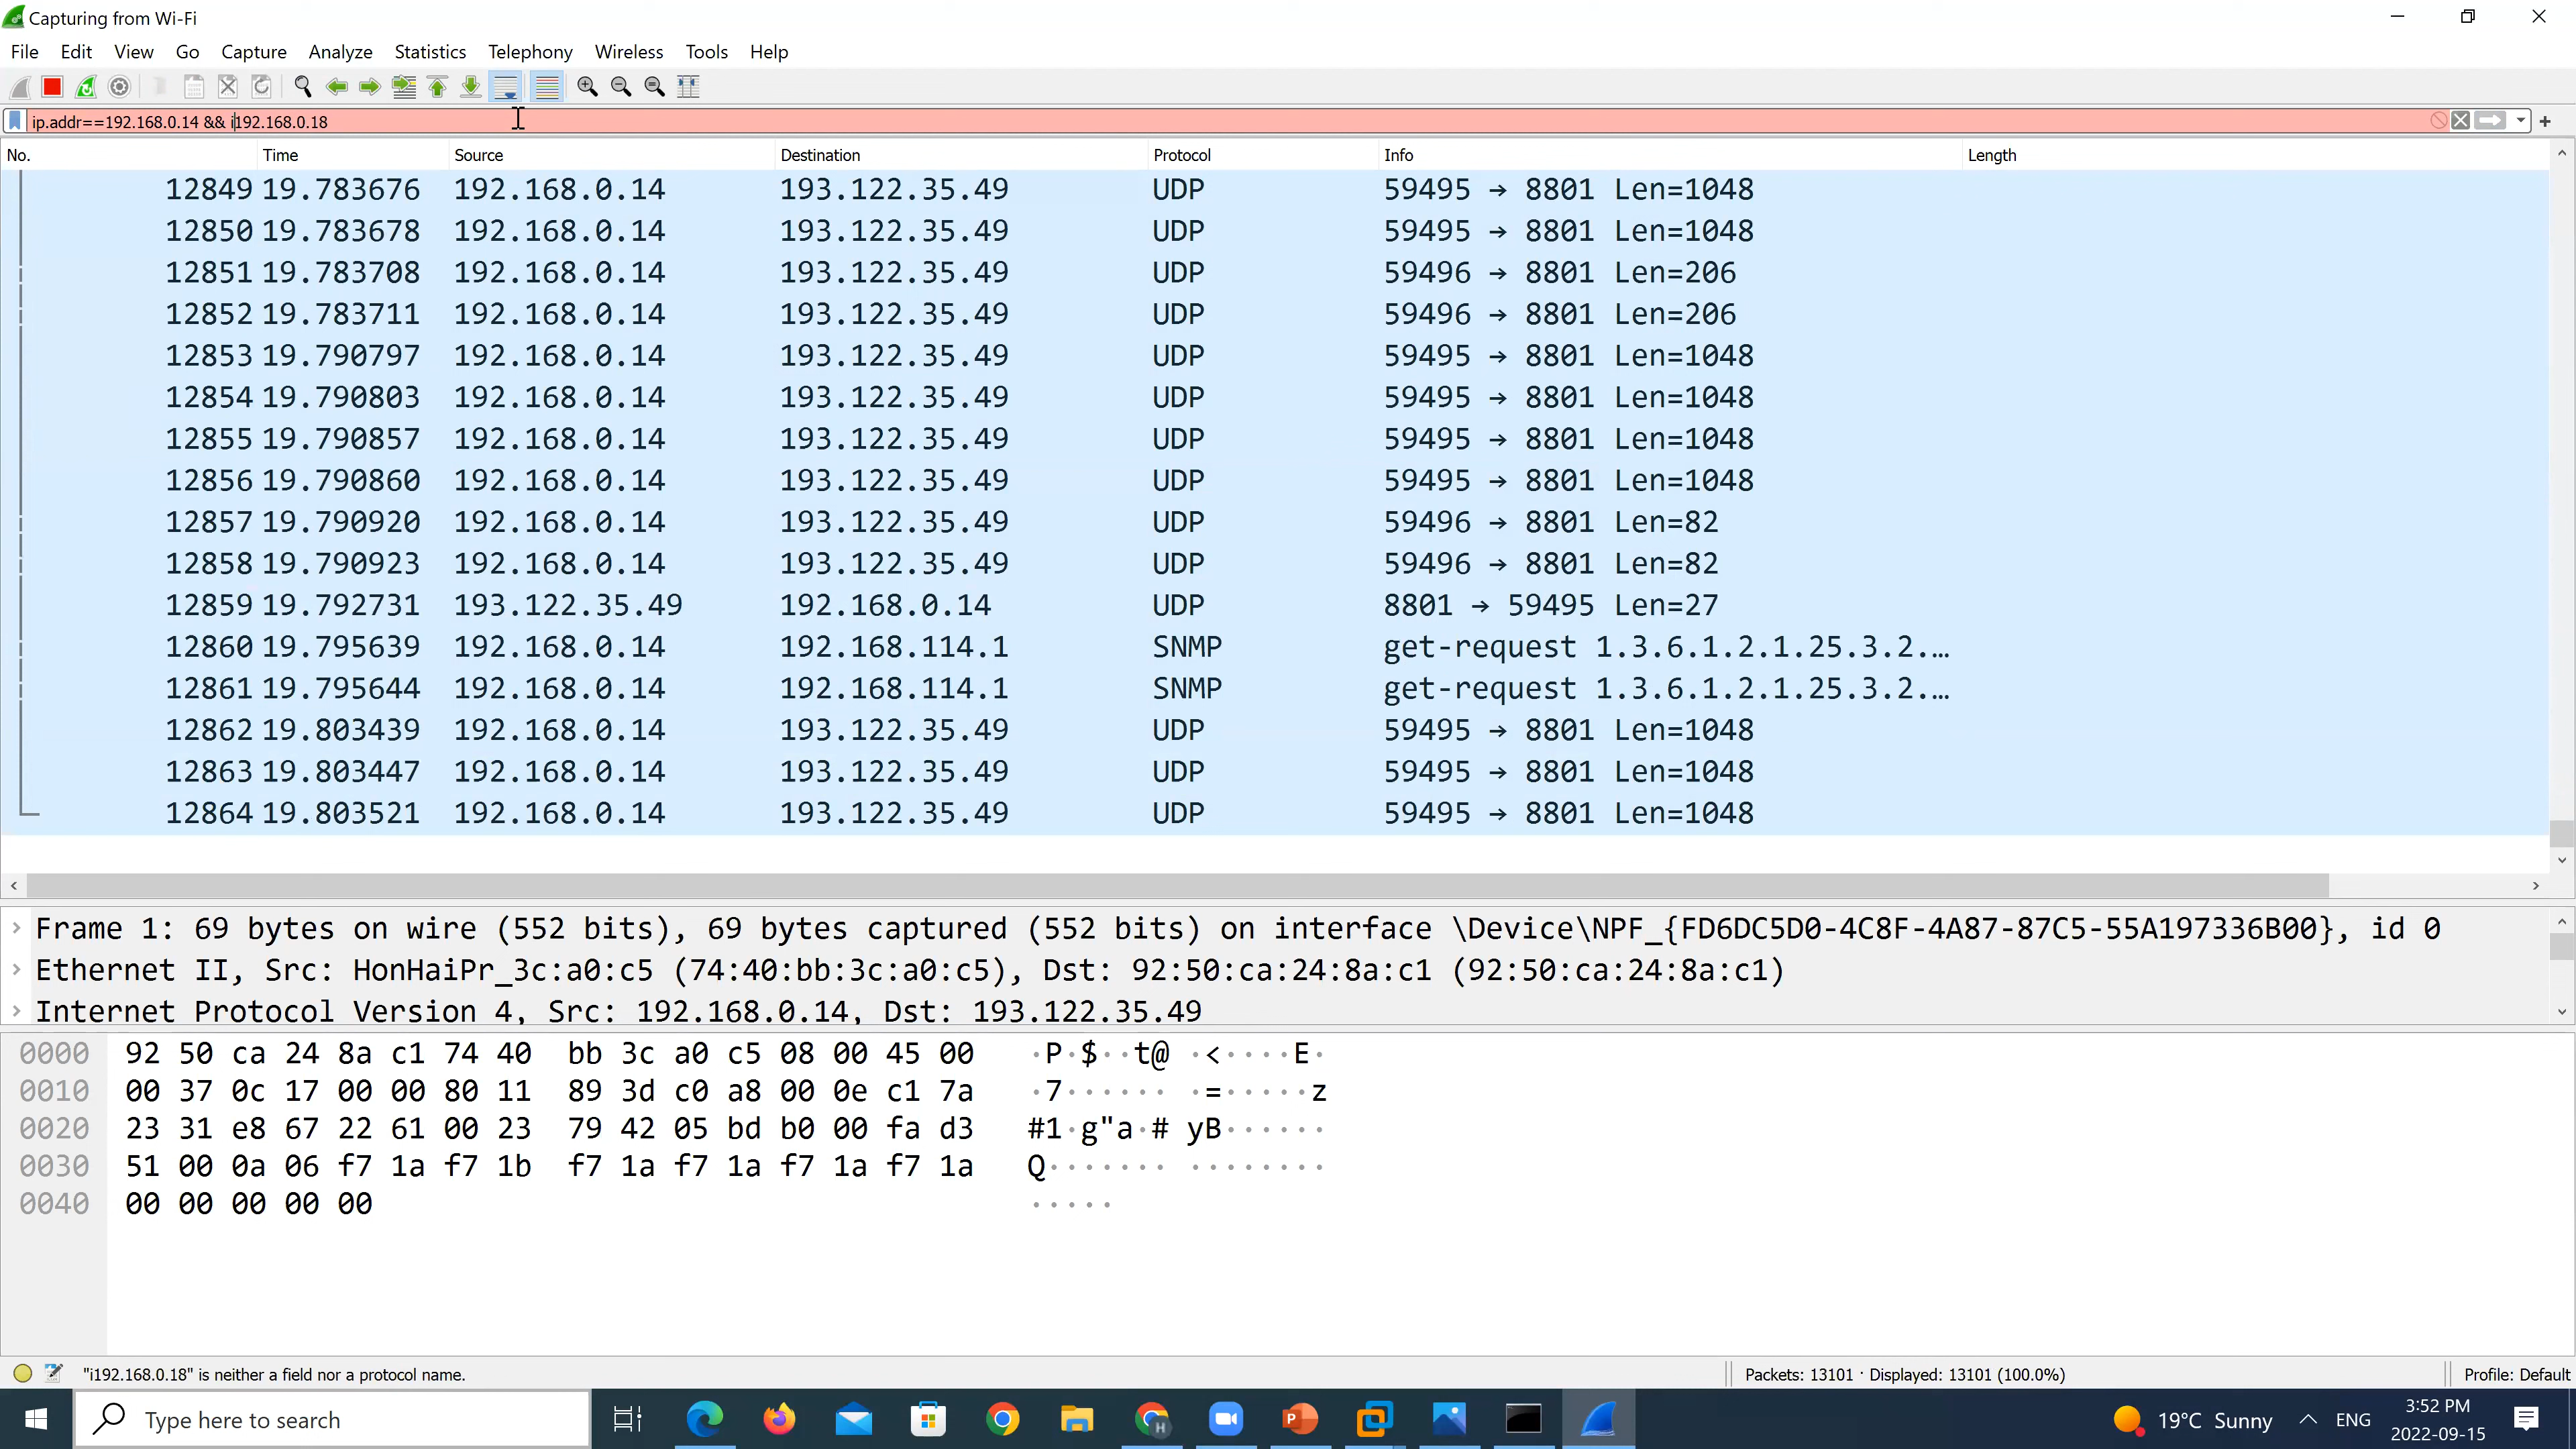 Capturing from Wi-Fi
File Edit View Go Capture Analyze Statistics Telephony Wireless Tools Help
ip.addr==192.168.0.14 && i192.168.0.18
No. Time Source Destination Protocol Info Length
12849 19.783676 192.168.0.14 193.122.35.49 UDP 59495 → 8801 Len=1048
12850 19.783678 192.168.0.14 193.122.35.49 UDP 59495 → 8801 Len=1048
12851 19.783708 192.168.0.14 193.122.35.49 UDP 59496 → 8801 Len=206
12852 19.783711 192.168.0.14 193.122.35.49 UDP 59496 → 8801 Len=206
12853 19.790797 192.168.0.14 193.122.35.49 UDP 59495 → 8801 Len=1048
12854 19.790803 192.168.0.14 193.122.35.49 UDP 59495 → 8801 Len=1048
12855 19.790857 192.168.0.14 193.122.35.49 UDP 59495 → 8801 Len=1048
12856 19.790860 192.168.0.14 193.122.35.49 UDP 59495 → 8801 Len=1048
12857 19.790920 192.168.0.14 193.122.35.49 UDP 59496 → 8801 Len=82
12858 19.790923 192.168.0.14 193.122.35.49 UDP 59496 → 8801 Len=82
12859 19.792731 193.122.35.49 192.168.0.14 UDP 8801 → 59495 Len=27
12860 19.795639 192.168.0.14 192.168.114.1 SNMP get-request 1.3.6.1.2.1.25.3.2.…
12861 19.795644 192.168.0.14 192.168.114.1 SNMP get-request 1.3.6.1.2.1.25.3.2.…
12862 19.803439 192.168.0.14 193.122.35.49 UDP 59495 → 8801 Len=1048
12863 19.803447 192.168.0.14 193.122.35.49 UDP 59495 → 8801 Len=1048
12864 19.803521 192.168.0.14 193.122.35.49 UDP 59495 → 8801 Len=1048
Frame 1: 69 bytes on wire (552 bits), 69 bytes captured (552 bits) on interface \Device\NPF_{FD6DC5D0-4C8F-4A87-87C5-55A197336B00}, id 0
Ethernet II, Src: HonHaiPr_3c:a0:c5 (74:40:bb:3c:a0:c5), Dst: 92:50:ca:24:8a:c1 (92:50:ca:24:8a:c1)
Internet Protocol Version 4, Src: 192.168.0.14, Dst: 193.122.35.49
0000 92 50 ca 24 8a c1 74 40 bb 3c a0 c5 08 00 45 00 ·P·$··t@ ·<····E·
0010 00 37 0c 17 00 00 80 11 89 3d c0 a8 00 0e c1 7a ·7······ ·=·····z
0020 23 31 e8 67 22 61 00 23 79 42 05 bd b0 00 fa d3 #1·g"a·# yB······
0030 51 00 0a 06 f7 1a f7 1b f7 1a f7 1a f7 1a f7 1a Q······· ········
0040 00 00 00 00 00 ·····
"i192.168.0.18" is neither a field nor a protocol name.
Packets: 13101 · Displayed: 13101 (100.0%)
Profile: Default
Type here to search
19°C Sunny
ENG
3:52 PM
2022-09-15